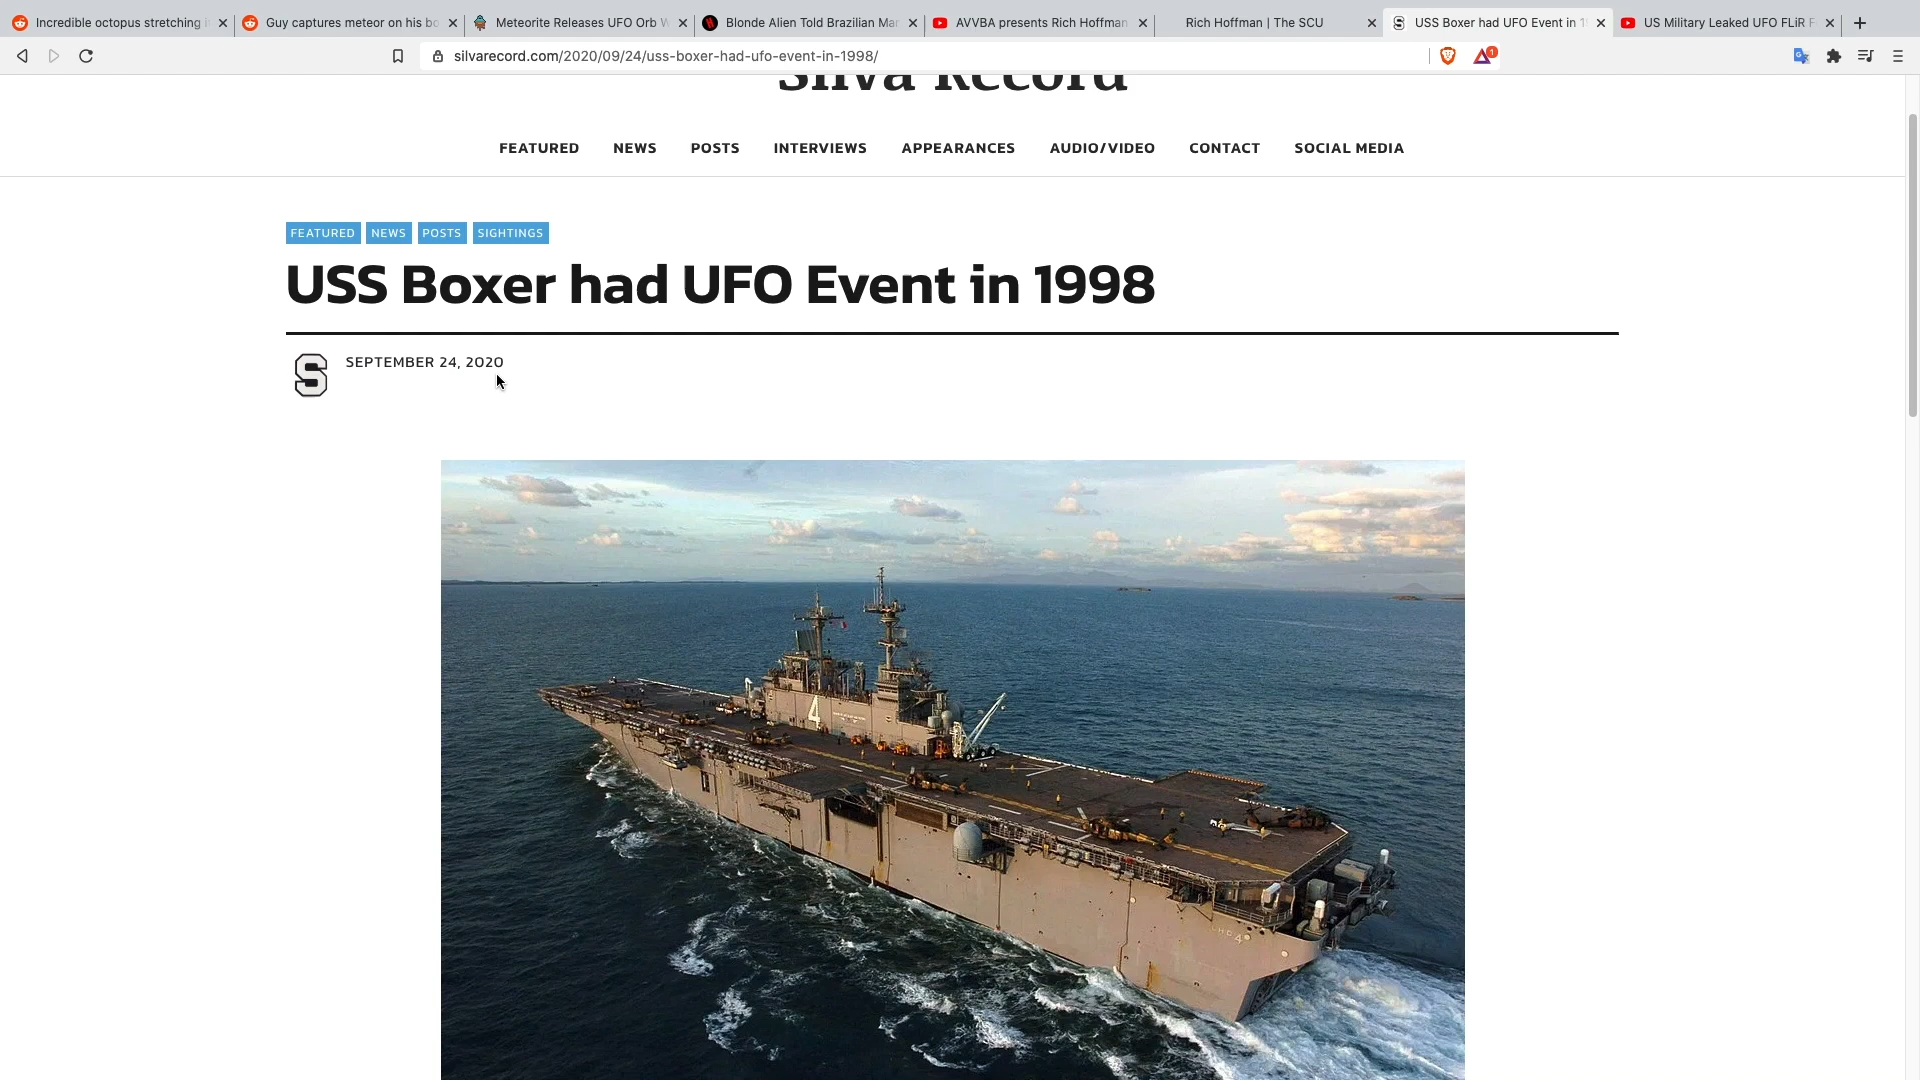 Incredible octopus stretching i
Guy captures meteor on his bo
Meteorite Releases UFO Orb W
Blonde Alien Told Brazilian Mar
AVVBA presents Rich Hoffman
Rich Hoffman | The SCU
USS Boxer had UFO Event in 1
US Military Leaked UFO FLiR F
silvarecord.com/2020/09/24/uss-boxer-had-ufo-event-in-1998/
1
Silva Record
FEATURED NEWS POSTS INTERVIEWS APPEARANCES AUDIO/VIDEO CONTACT SOCIAL MEDIA
FEATURED NEWS POSTS SIGHTINGS
USS Boxer had UFO Event in 1998
S SEPTEMBER 24, 2020
4